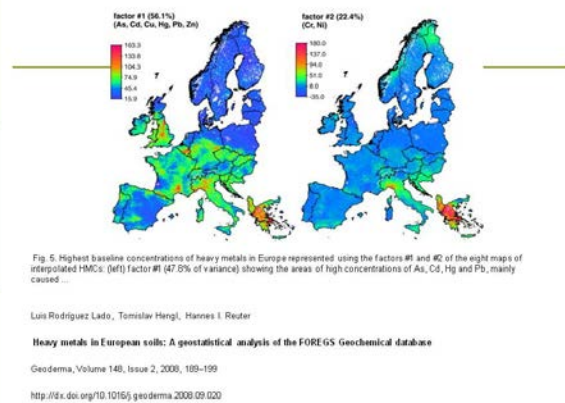 factor #1 (56.1%)
(As, Cd, Cu, Hg, Pb, Zn)
163.3
133.8
74.9
45.4
15.9
factor #2 (22.4%)
(Cr, Ni)
180.0
137.0
94.0
51.0
8.0
-35.0
Fig. 5. Highest baseline concentrations of heavy metals in Europe represented using the factors #1 and #2 of the eight maps of
interpolated HMCs: (left) factor #1 (47.8% of variance) showing the areas of high concentrations of As, Cd, Hg and Pb, mainly
caused ...
Luis Rodríguez Lado, Tomislav Hengl, Hannes I. Reuter
Heavy metals in European soils: A geostatistical analysis of the FOREGS Geochemical database
Geoderma, Volume 148, Issue 2, 2008, 189–199
http://dx.doi.org/10.1016/j.geoderma.2008.09.020